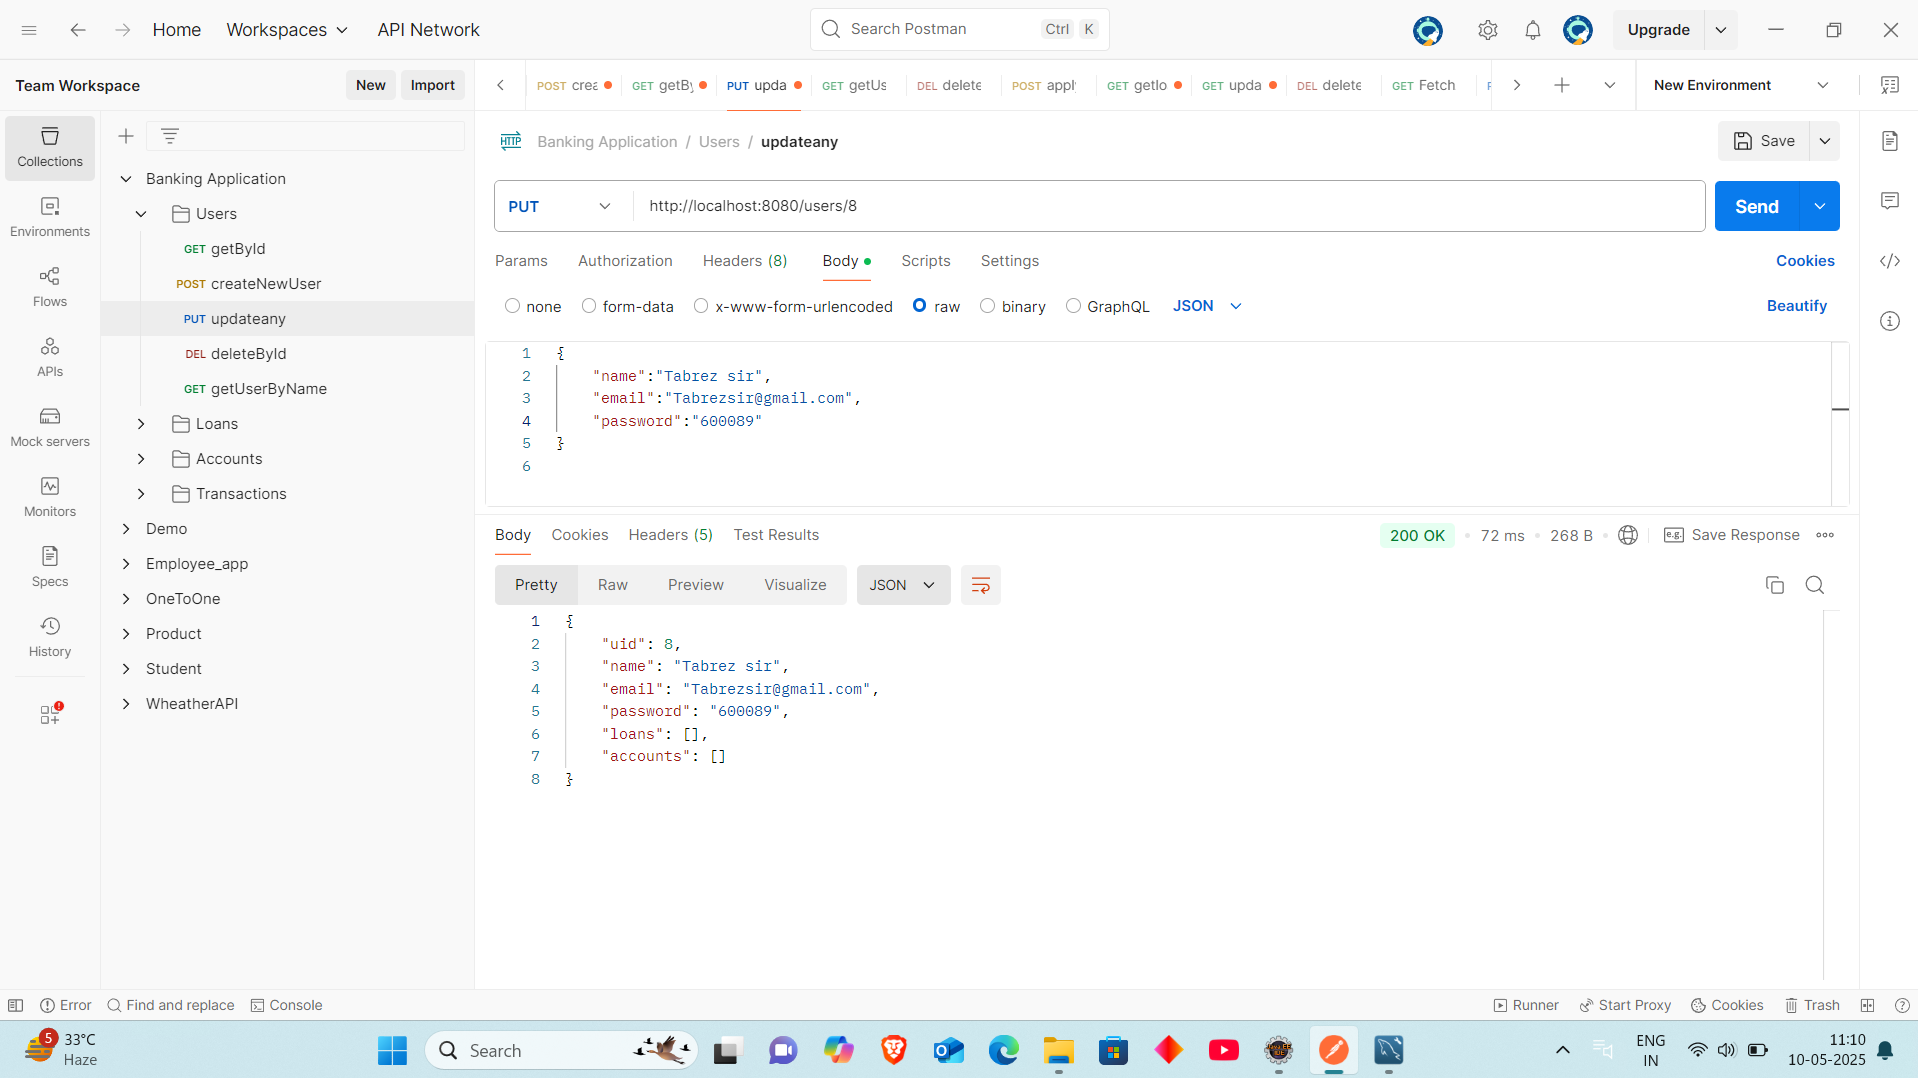 Home Workspaces API Network Search Postman Ctrl K Upgrade
Team Workspace New Import
POST crea GET getBy PUT upda GET getUs DEL delete POST apply GET getlo GET upda DEL delete GET Fetch New Environment
Collections
Environments
Flows
APIs
Mock servers
Monitors
Specs
History
Banking Application
Users
GET getById
POST createNewUser
PUT updateany
DEL deleteById
GET getUserByName
Loans
Accounts
Transactions
Demo
Employee_app
OneToOne
Product
Student
WheatherAPI
HTTP Banking Application / Users / updateany Save
PUT http://localhost:8080/users/8 Send
Params Authorization Headers (8) Body Scripts Settings Cookies
none form-data x-www-form-urlencoded raw binary GraphQL JSON Beautify
1 {
2 "name":"Tabrez sir",
3 "email":"Tabrezsir@gmail.com",
4 "password":"600089"
5 }
6
Body Cookies Headers (5) Test Results 200 OK 72 ms 268 B e.g. Save Response
Pretty Raw Preview Visualize JSON
1 {
2 "uid": 8,
3 "name": "Tabrez sir",
4 "email": "Tabrezsir@gmail.com",
5 "password": "600089",
6 "loans": [],
7 "accounts": []
8 }
Error Find and replace Console Runner Start Proxy Cookies Trash
5 33°C
Haze
Search
ENG
IN
11:10
10-05-2025